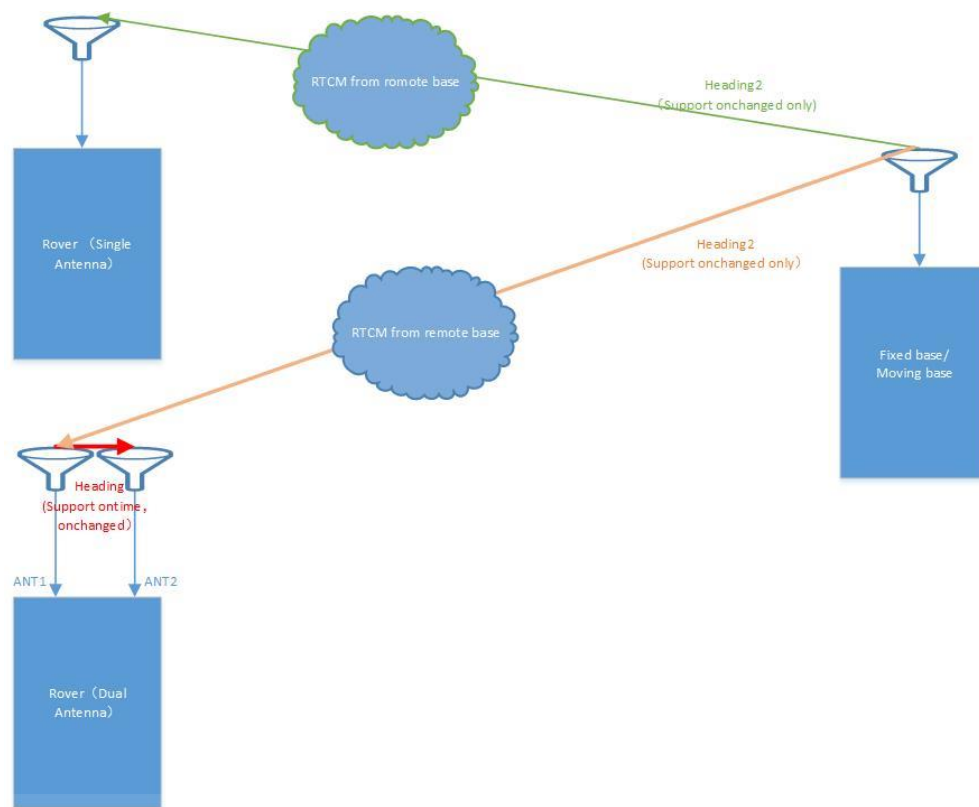 RTCM from romote base
Heading2
（Support onchanged only)
Rover （Single
Antenna）
Heading2
(Support onchanged only）
RTCM from remote base
Fixed base/
Moving base
Heading
(Support ontime，
onchanged）
ANT1
ANT2
Rover（Dual
Antenna）